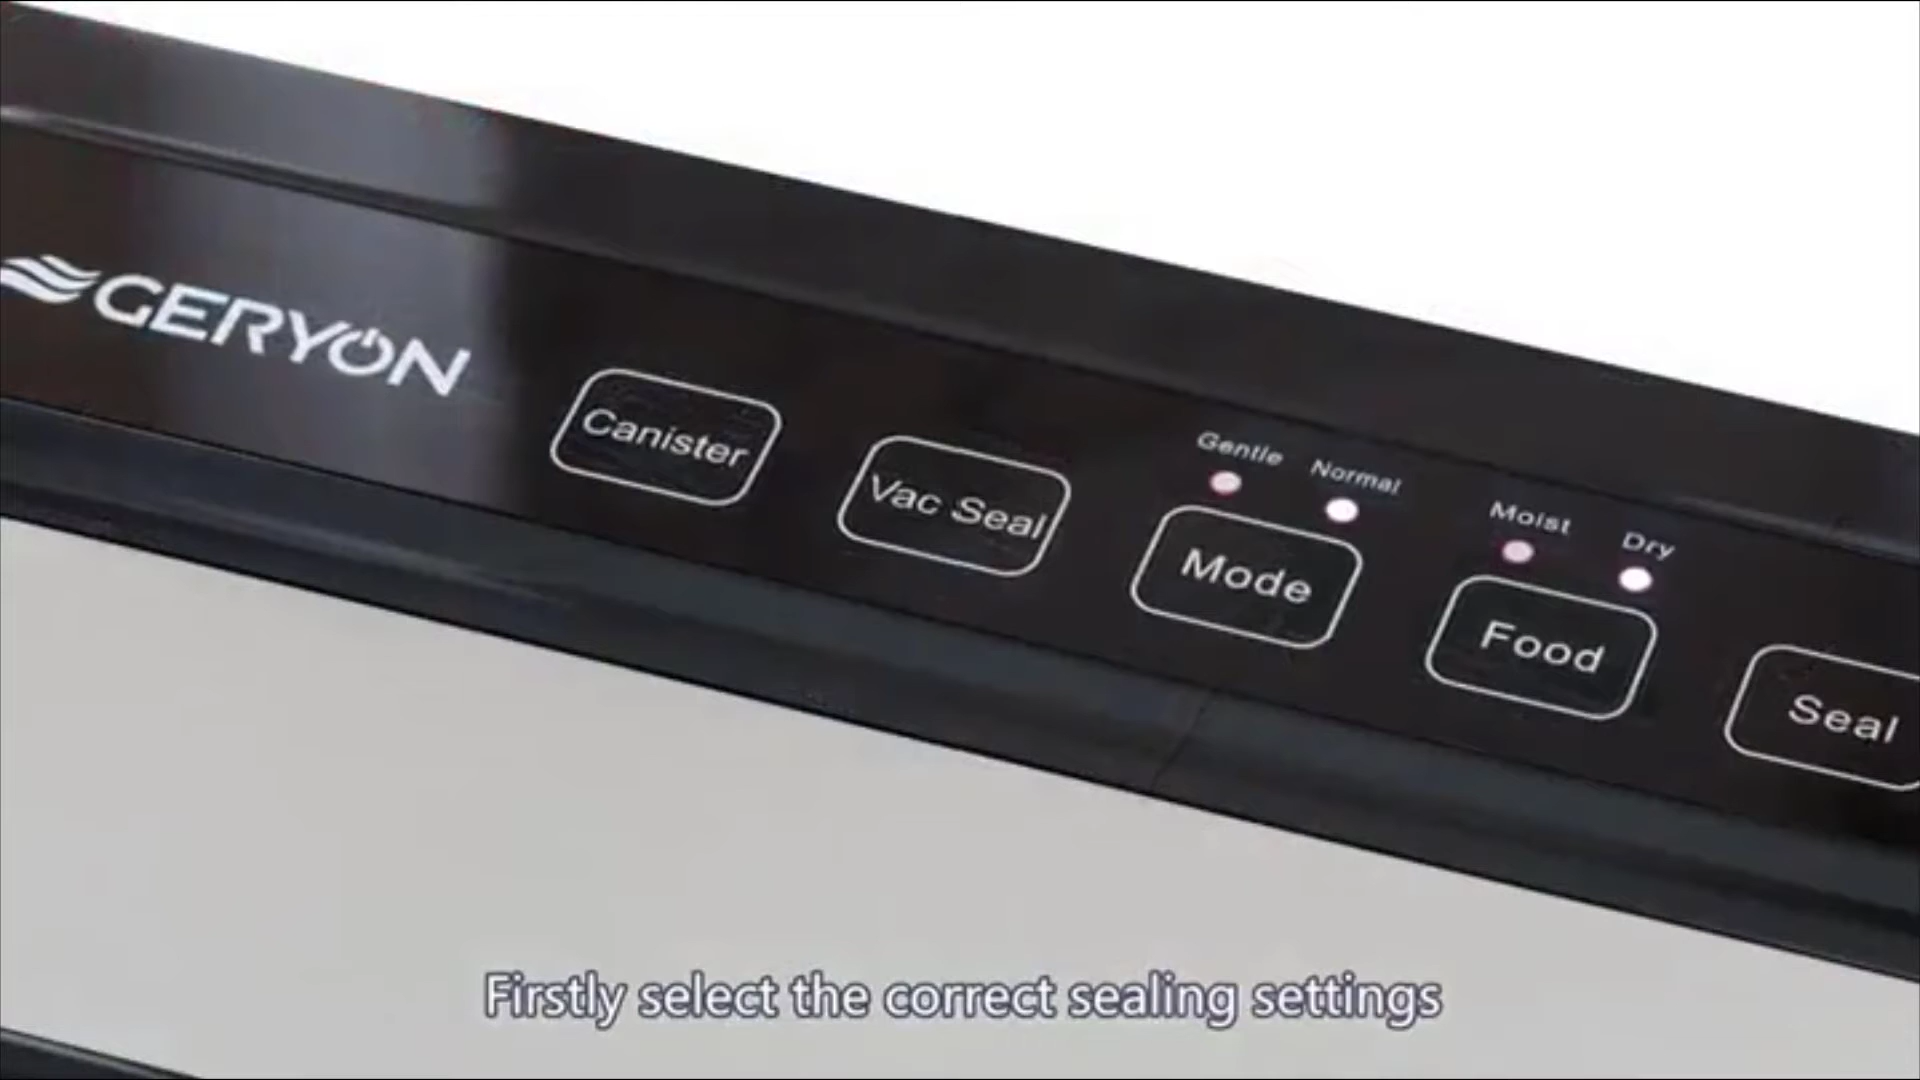 GERYON
Canister
Vac Seal
Gentle
Normal
Mode
Moist
Dry
Food
Seal
Firstly select the correct sealing settings